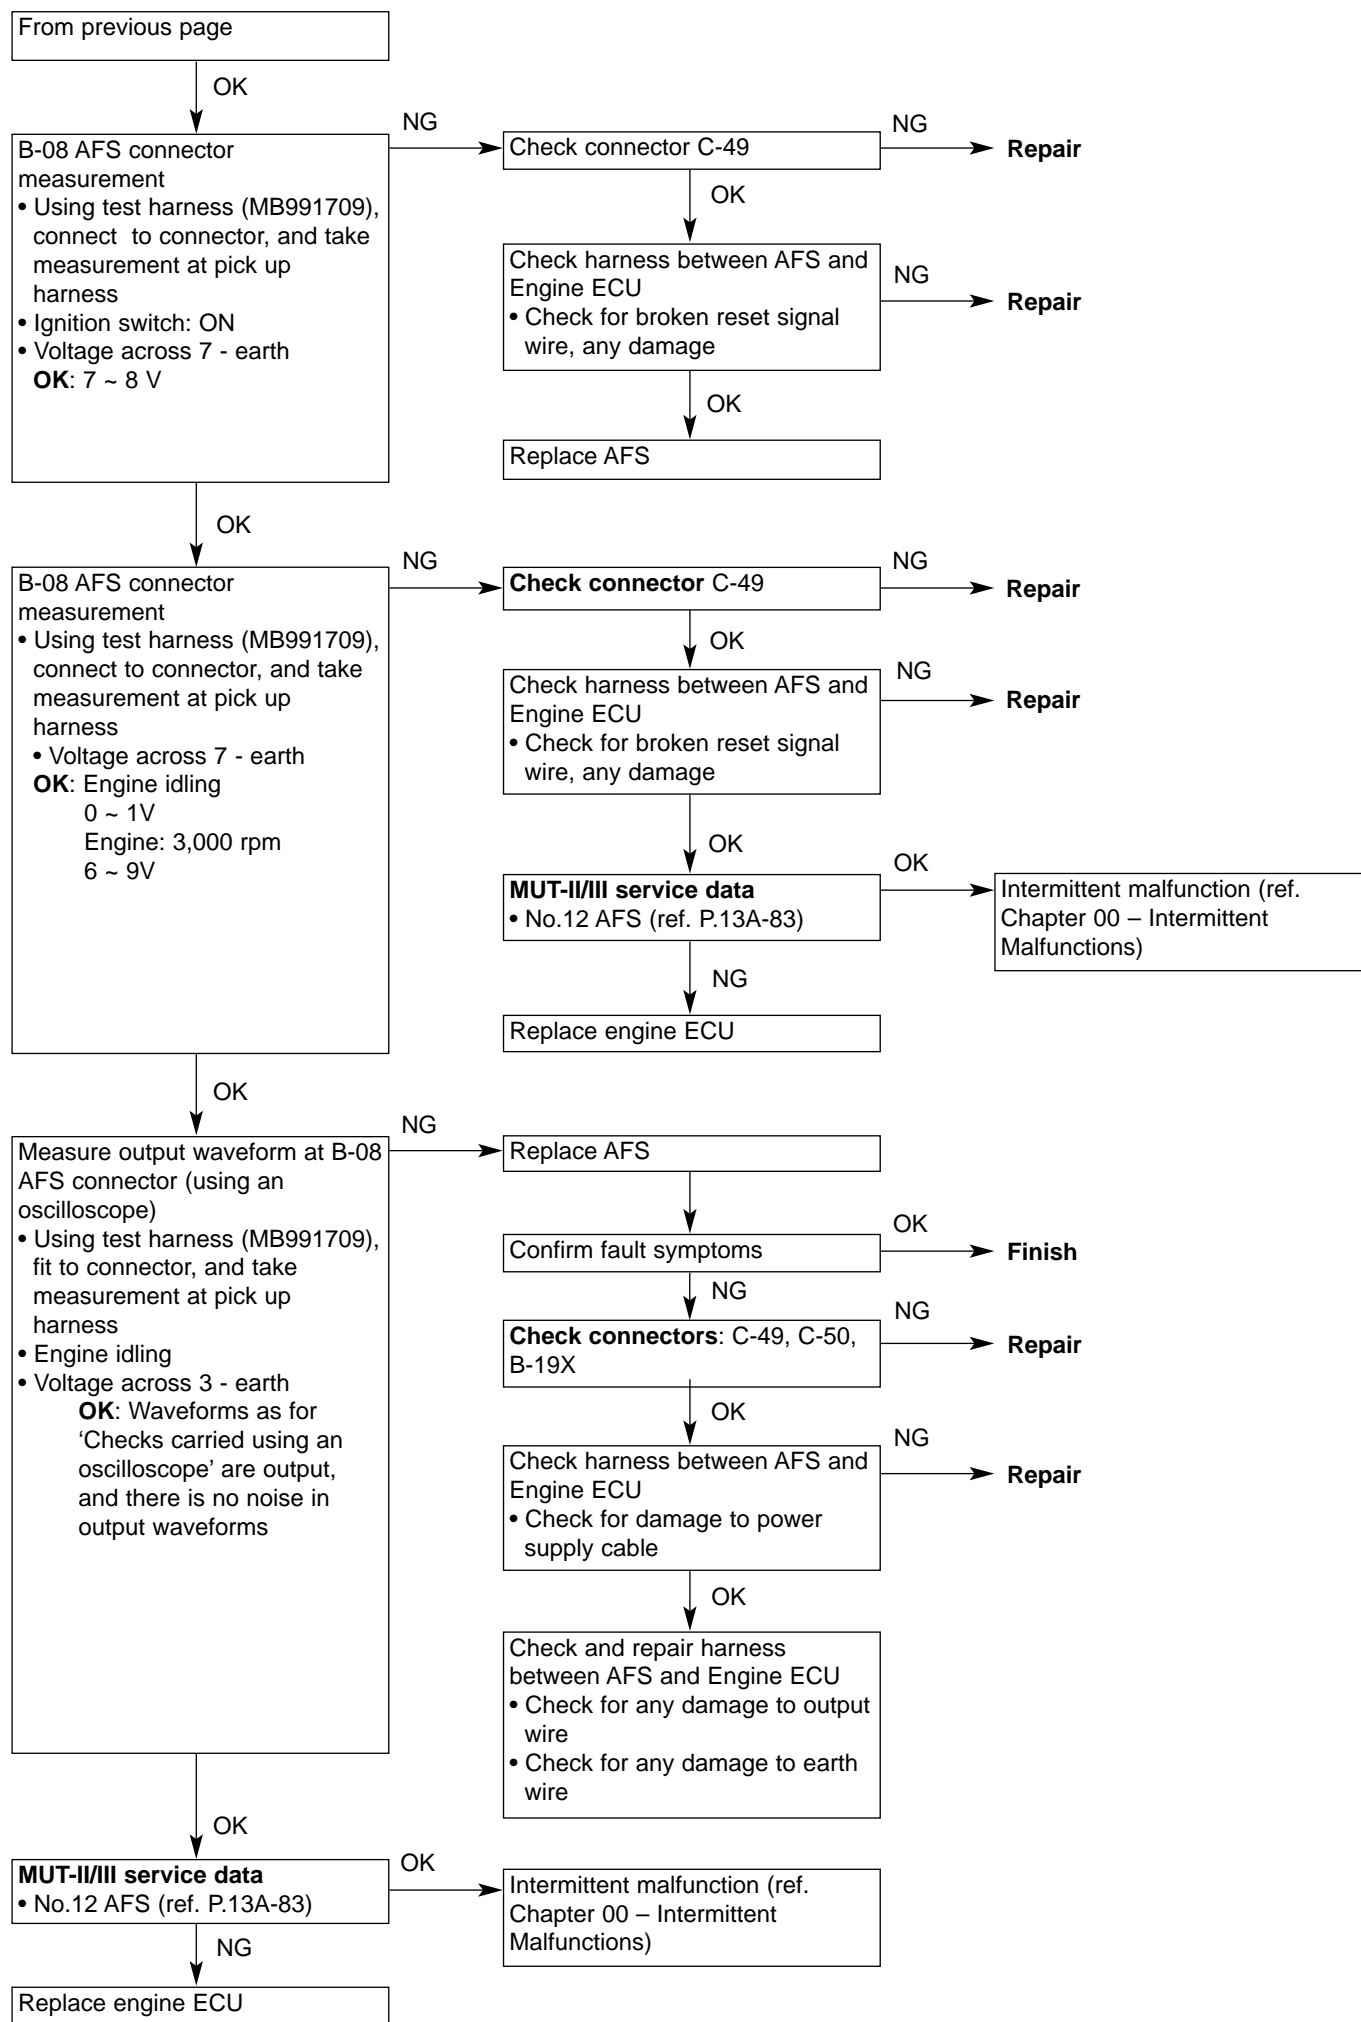 From previous page
OK
B-08 AFS connector
measurement
• Using test harness (MB991709),
connect to connector, and take
measurement at pick up
harness
• Ignition switch: ON
• Voltage across 7 - earth
OK: 7 ~ 8 V
NG
Check connector C-49
NG
Repair
OK
Check harness between AFS and
Engine ECU
• Check for broken reset signal
wire, any damage
NG
Repair
OK
Replace AFS
OK
B-08 AFS connector
measurement
• Using test harness (MB991709),
connect to connector, and take
measurement at pick up
harness
• Voltage across 7 - earth
OK: Engine idling
0 ~ 1V
Engine: 3,000 rpm
6 ~ 9V
NG
Check connector C-49
NG
Repair
OK
Check harness between AFS and
Engine ECU
• Check for broken reset signal
wire, any damage
NG
Repair
OK
MUT-II/III service data
• No.12 AFS (ref. P.13A-83)
OK
Intermittent malfunction (ref.
Chapter 00 – Intermittent
Malfunctions)
NG
Replace engine ECU
OK
Measure output waveform at B-08
AFS connector (using an
oscilloscope)
• Using test harness (MB991709),
fit to connector, and take
measurement at pick up
harness
• Engine idling
• Voltage across 3 - earth
OK: Waveforms as for
‘Checks carried using an
oscilloscope’ are output,
and there is no noise in
output waveforms
NG
Replace AFS
Confirm fault symptoms
OK
Finish
NG
Check connectors: C-49, C-50,
B-19X
NG
Repair
OK
Check harness between AFS and
Engine ECU
• Check for damage to power
supply cable
NG
Repair
OK
Check and repair harness
between AFS and Engine ECU
• Check for any damage to output
wire
• Check for any damage to earth
wire
OK
MUT-II/III service data
• No.12 AFS (ref. P.13A-83)
OK
Intermittent malfunction (ref.
Chapter 00 – Intermittent
Malfunctions)
NG
Replace engine ECU